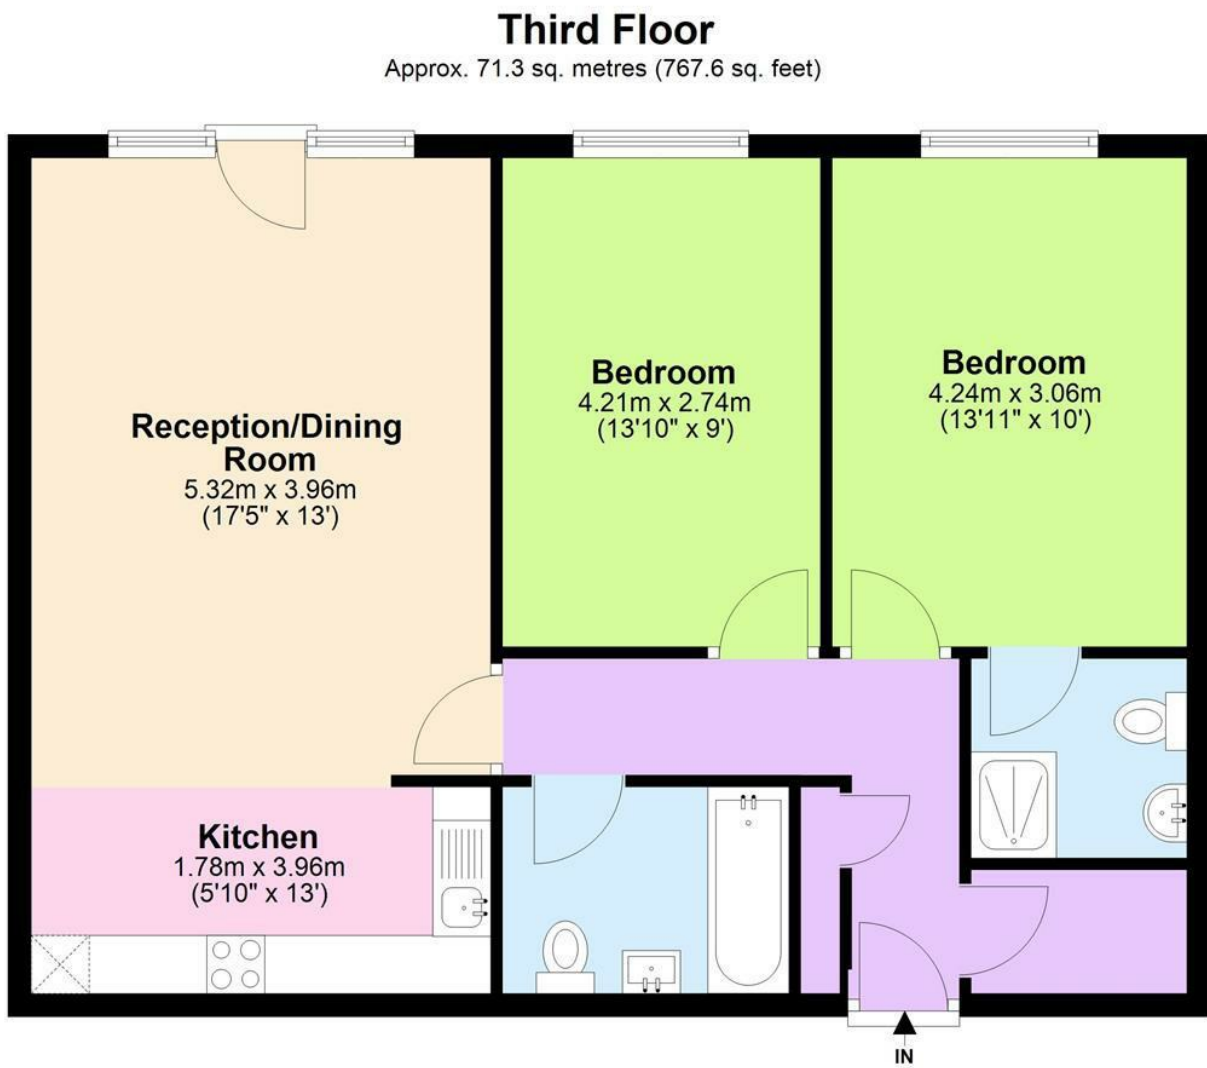 Third Floor
Approx. 71.3 sq. metres (767.6 sq. feet)
Reception/Dining
Room
5.32m x 3.96m
(17'5" x 13')
Bedroom
4.21m x 2.74m
(13'10" x 9')
Bedroom
4.24m x 3.06m
(13'11" x 10')
Kitchen
1.78m x 3.96m
(5'10" x 13')
IN